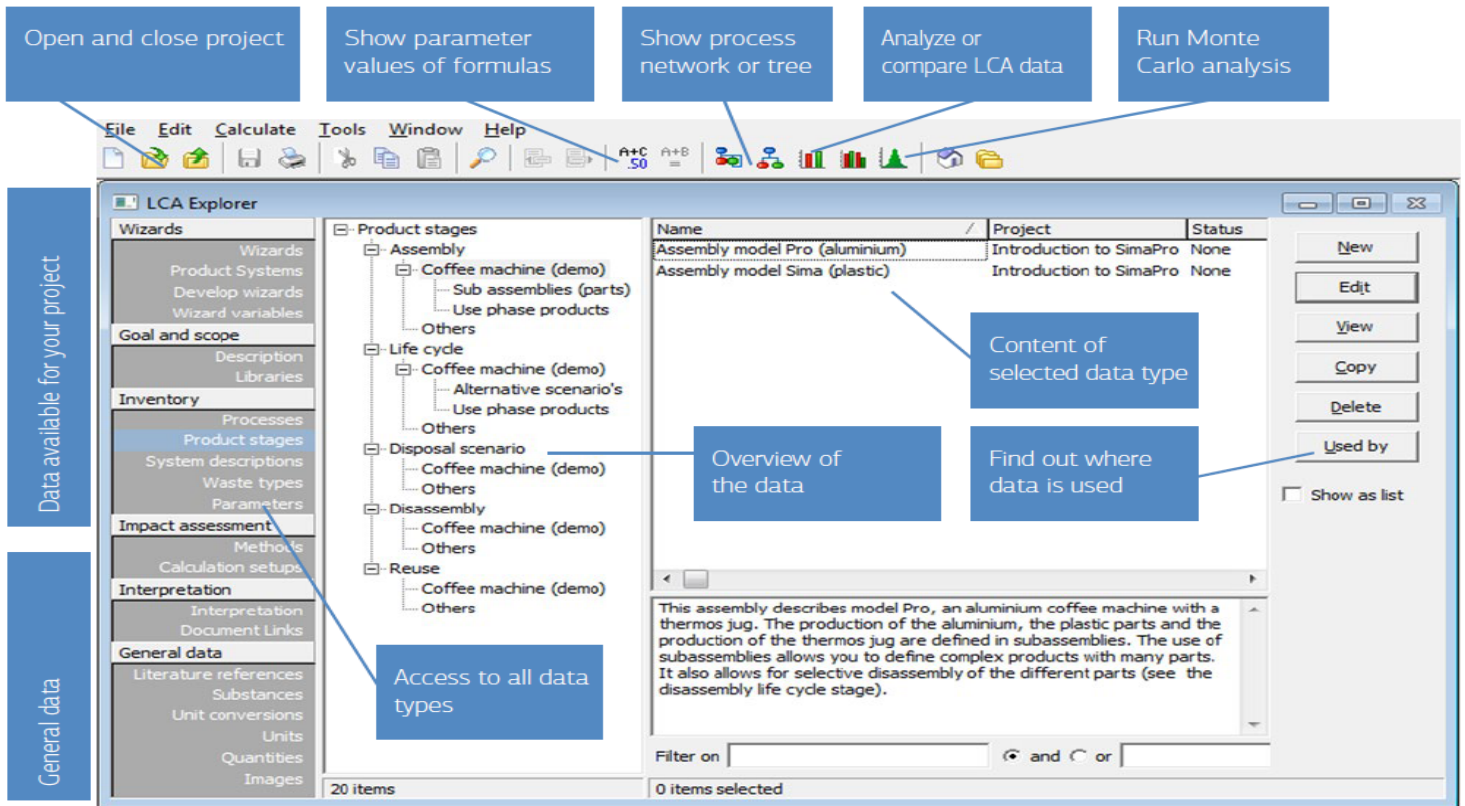 Open and close project
Show parameter
values of formulas
Show process
network or tree
Analyze or
compare LCA data
Run Monte
Carlo analysis
File Edit Calculate Tools Window Help
A+C
.50
A+B
=
Data available for your project
General data
LCA Explorer
Wizards
Wizards
Product Systems
Develop wizards
Wizard variables
Goal and scope
Description
Libraries
Inventory
Processes
Product stages
System descriptions
Waste types
Parameters
Impact assessment
Methods
Calculation setups
Interpretation
Interpretation
Document Links
General data
Literature references
Substances
Unit conversions
Units
Quantities
Images
Product stages
Assembly
Coffee machine (demo)
Sub assemblies (parts)
Use phase products
Others
Life cycle
Coffee machine (demo)
Alternative scenario's
Use phase products
Others
Disposal scenario
Coffee machine (demo)
Others
Disassembly
Coffee machine (demo)
Others
Reuse
Coffee machine (demo)
Others
Access to all data
types
20 items
Name / Project Status
Assembly model Pro (aluminium) Introduction to SimaPro None
Assembly model Sima (plastic) Introduction to SimaPro None
Content of
selected data type
Overview of
the data
Find out where
data is used
This assembly describes model Pro, an aluminium coffee machine with a
thermos jug. The production of the aluminium, the plastic parts and the
production of the thermos jug are defined in subassemblies. The use of
subassemblies allows you to define complex products with many parts.
It also allows for selective disassembly of the different parts (see the
disassembly life cycle stage).
Filter on and or
0 items selected
New
Edit
View
Copy
Delete
Used by
Show as list